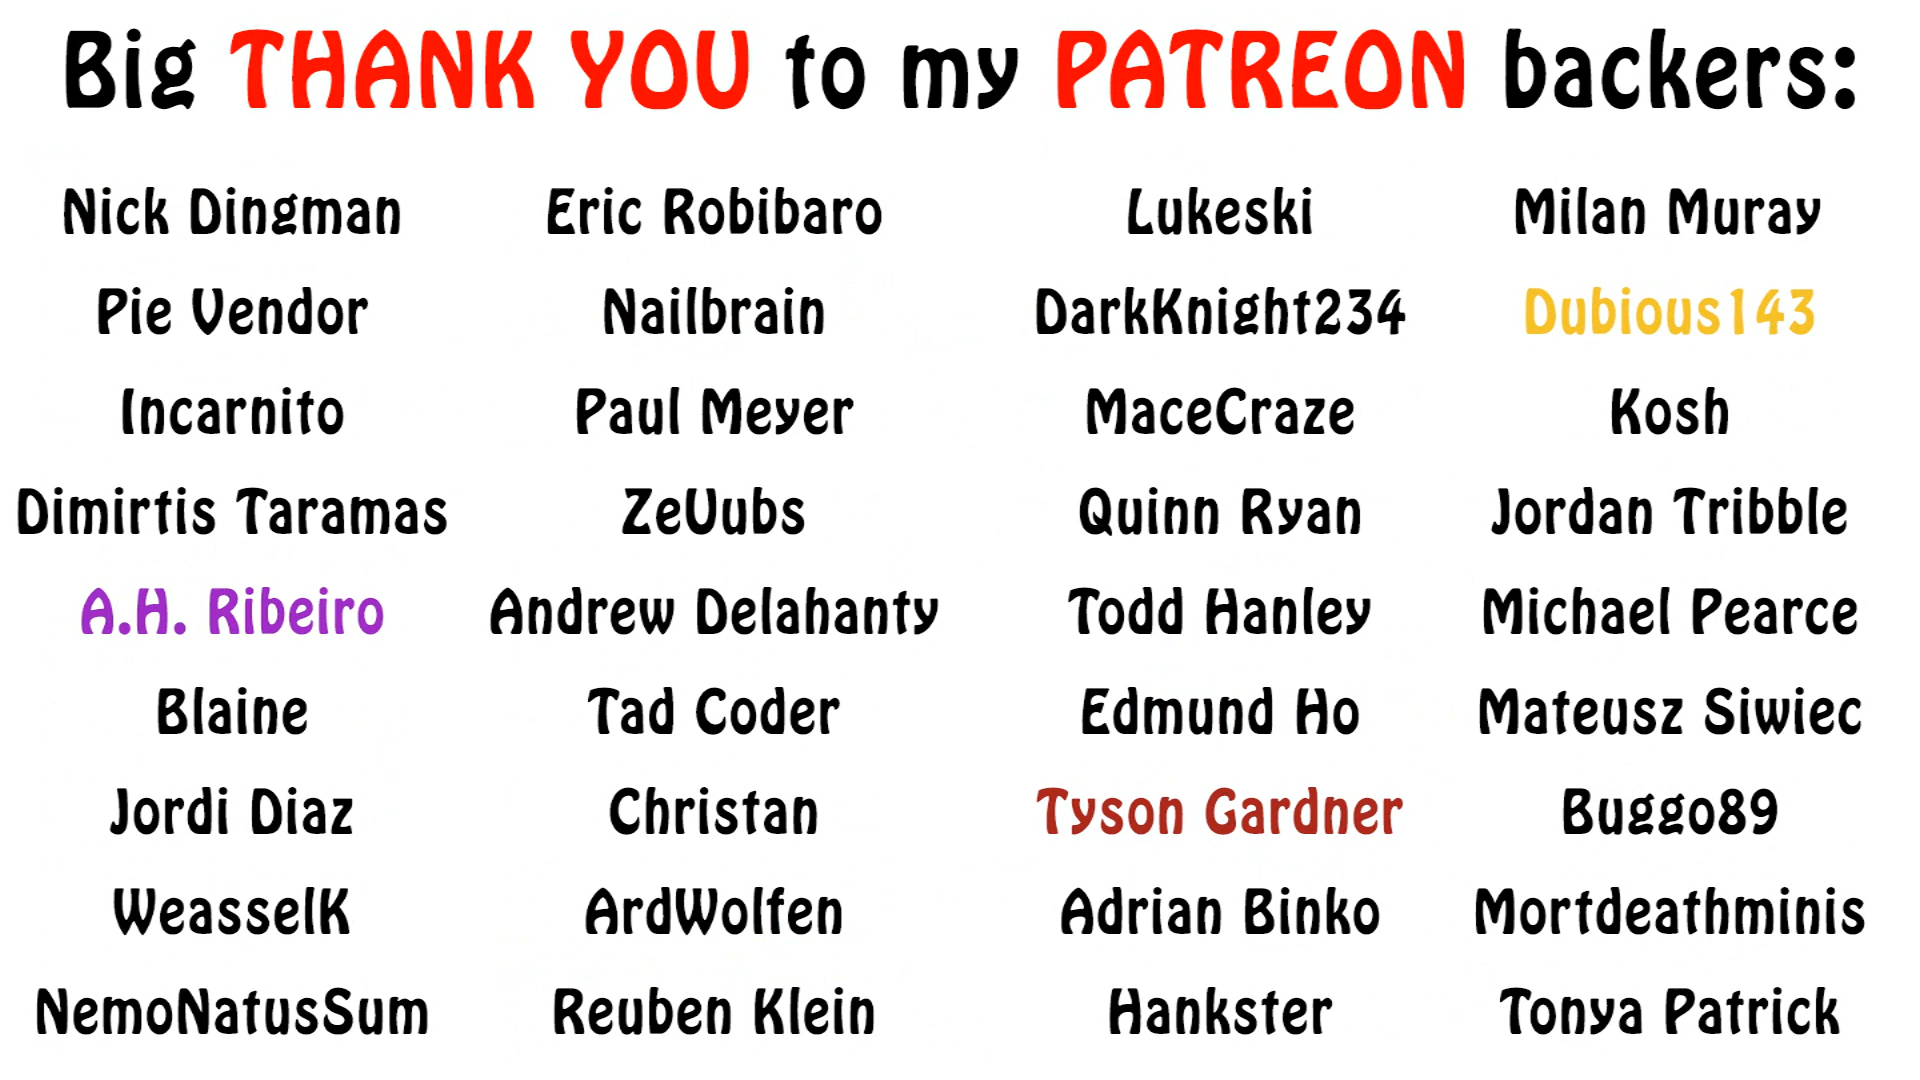 Big THANK YOU to my PATREON backers:
Nick Dingman Eric Robibaro Lukeski Milan Muray
Pie Vendor Nailbrain DarkKnight234 Dubious143
Incarnito Paul Meyer MaceCraze Kosh
Dimirtis Taramas ZeUubs Quinn Ryan Jordan Tribble
A.H. Ribeiro Andrew Delahanty Todd Hanley Michael Pearce
Blaine Tad Coder Edmund Ho Mateusz Siwiec
Jordi Diaz Christan Tyson Gardner Buggo89
WeasselK ArdWolfen Adrian Binko Mortdeathminis
NemoNatusSum Reuben Klein Hankster Tonya Patrick